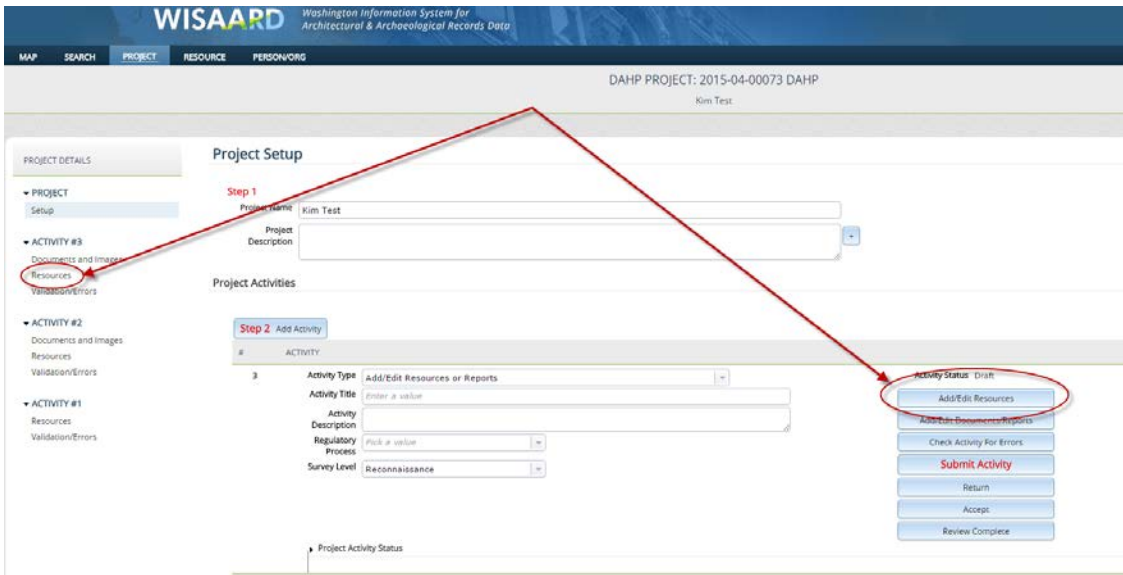 WISAARD
Washington Information System for
Architectural & Archaeological Records Data
MAP SEARCH PROJECT RESOURCE PERSON/ORG
DAHP PROJECT: 2015-04-00073 DAHP
Kim Test
PROJECT DETAILS
PROJECT
Setup
ACTIVITY #3
Documents and Images
Resources
Validation/Errors
ACTIVITY #2
Documents and Images
Resources
Validation/Errors
ACTIVITY #1
Resources
Validation/Errors
Project Setup
Step 1
Project Name Kim Test
Project
Description
+
Project Activities
Step 2 Add Activity
# ACTIVITY
3 Activity Type Add/Edit Resources or Reports
Activity Title Enter a value
Activity
Description
Regulatory
Process Pick a value
Survey Level Reconnaissance
Project Activity Status
Activity Status Draft
Add/Edit Resources
Add/Edit Documents/Reports
Check Activity For Errors
Submit Activity
Return
Accept
Review Complete